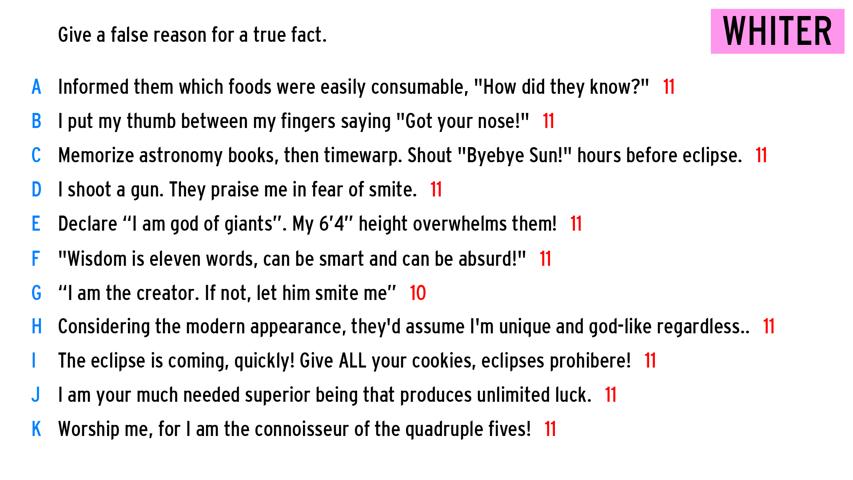 Give a false reason for a true fact.
WHITER
A Informed them which foods were easily consumable, "How did they know?" 11
B I put my thumb between my fingers saying "Got your nose!" 11
C Memorize astronomy books, then timewarp. Shout "Byebye Sun!" hours before eclipse. 11
D I shoot a gun. They praise me in fear of smite. 11
E Declare “I am god of giants”. My 6’4” height overwhelms them! 11
F "Wisdom is eleven words, can be smart and can be absurd!" 11
G “I am the creator. If not, let him smite me” 10
H Considering the modern appearance, they'd assume I'm unique and god-like regardless.. 11
I The eclipse is coming, quickly! Give ALL your cookies, eclipses prohibere! 11
J I am your much needed superior being that produces unlimited luck. 11
K Worship me, for I am the connoisseur of the quadruple fives! 11